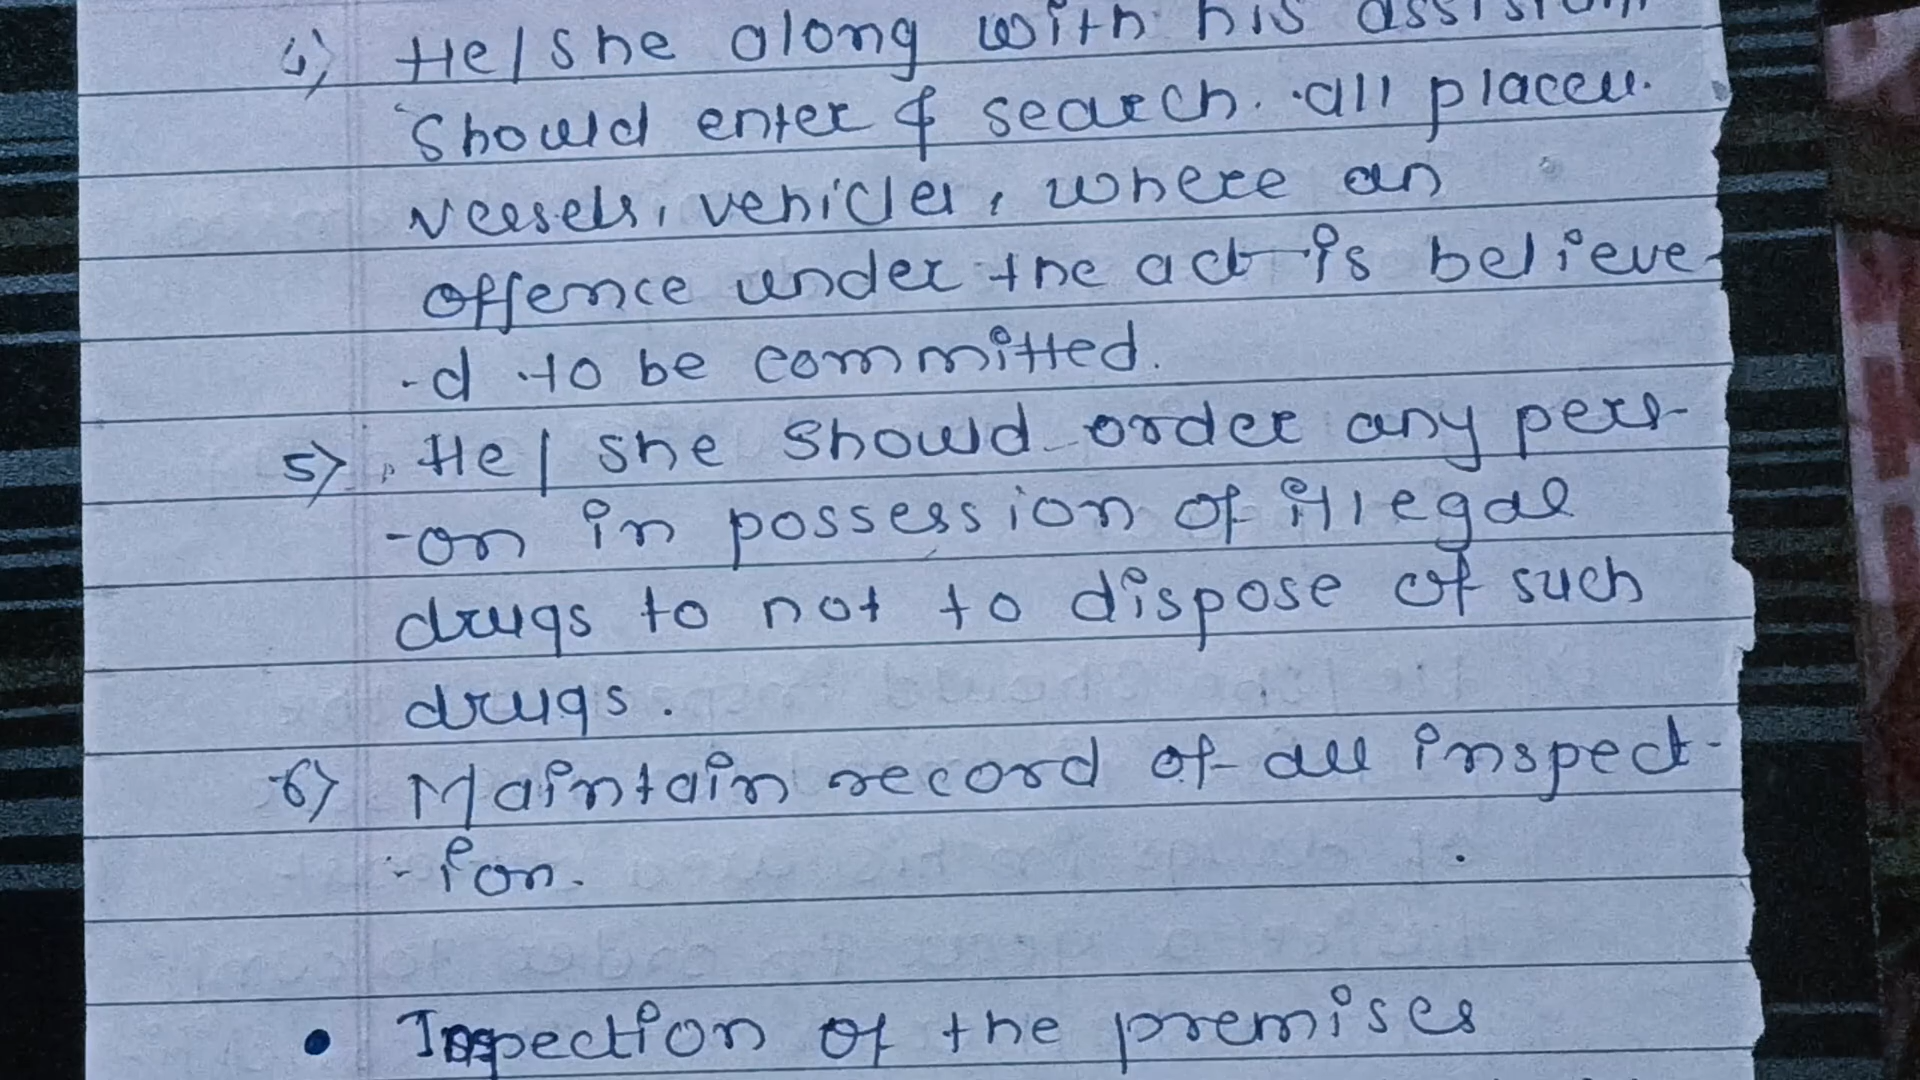 4) He/she along with his assistant
should enter & search. all places.
veesels, vehicles, where an
offence under the act is believe-
-d to be committed.
5) He/she should order any pers-
-on in possession of illegal
drugs to not to dispose of such
drugs.
6) Maintain record of all inspect-
-ion.
• Inspection of the premises